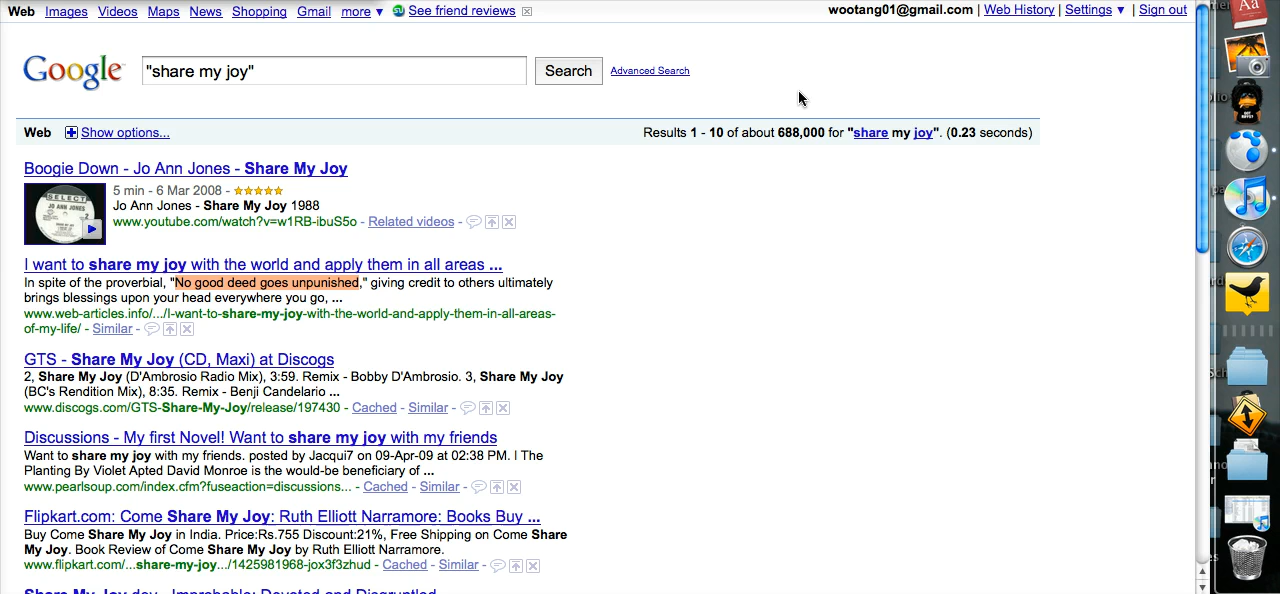 Web Images Videos Maps News Shopping Gmail more ▼ See friend reviews
wootang01@gmail.com | Web History | Settings ▼ | Sign out
Google "share my joy" Search Advanced Search
Web Show options... Results 1 - 10 of about 688,000 for "share my joy". (0.23 seconds)
Boogie Down - Jo Ann Jones - Share My Joy
5 min - 6 Mar 2008 -
Jo Ann Jones - Share My Joy 1988
www.youtube.com/watch?v=w1RB-ibuS5o - Related videos -
SELECT
JO ANN JONES
I want to share my joy with the world and apply them in all areas ...
In spite of the proverbial, "No good deed goes unpunished," giving credit to others ultimately
brings blessings upon your head everywhere you go, ...
www.web-articles.info/.../I-want-to-share-my-joy-with-the-world-and-apply-them-in-all-areas-
of-my-life/ - Similar -
GTS - Share My Joy (CD, Maxi) at Discogs
2, Share My Joy (D'Ambrosio Radio Mix), 3:59. Remix - Bobby D'Ambrosio. 3, Share My Joy
(BC's Rendition Mix), 8:35. Remix - Benji Candelario ...
www.discogs.com/GTS-Share-My-Joy/release/197430 - Cached - Similar -
Discussions - My first Novel! Want to share my joy with my friends
Want to share my joy with my friends. posted by Jacqui7 on 09-Apr-09 at 02:38 PM. | The
Planting By Violet Apted David Monroe is the would-be beneficiary of ...
www.pearlsoup.com/index.cfm?fuseaction=discussions... - Cached - Similar -
Flipkart.com: Come Share My Joy: Ruth Elliott Narramore: Books Buy ...
Buy Come Share My Joy in India. Price:Rs.755 Discount:21%, Free Shipping on Come Share
My Joy. Book Review of Come Share My Joy by Ruth Elliott Narramore.
www.flipkart.com/...share-my-joy.../1425981968-jox3f3zhud - Cached - Similar -
Share My Joy dev - Improbable: Devoted and Disgruntled
Aa